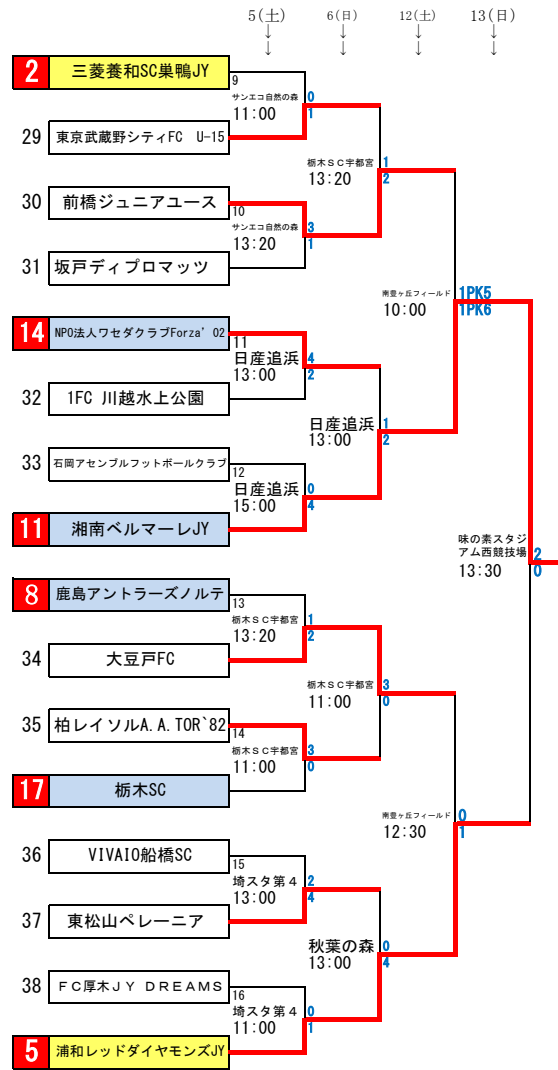 5(土) 6(日) 12(土) 13(日)
↓ ↓ ↓ ↓
↓ ↓ ↓ ↓
2 三菱養和SC巣鴨JY
9
サンエコ自然の森 0
11:00 1
29 東京武蔵野シティFC U-15
栃木ＳＣ宇都宮 1
13:20 2
30 前橋ジュニアユース
10
サンエコ自然の森 3
13:20 1
31 坂戸ディプロマッツ
南豊ヶ丘フィールド 1PK5
10:00 1PK6
14 NPO法人ワセダクラブForza’02
11
日産追浜 4
13:00 2
32 1FC 川越水上公園
日産追浜 1
13:00 2
33 石岡アセンブルフットボールクラブ
12
日産追浜 0
15:00 4
11 湘南ベルマーレJY
味の素スタジ
アム西競技場 2
13:30 0
8 鹿島アントラーズノルテ
13
栃木ＳＣ宇都宮 1
13:20 2
34 大豆戸FC
栃木ＳＣ宇都宮 3
11:00 0
35 柏レイソルA.A.TOR`82
14
栃木ＳＣ宇都宮 3
11:00 0
17 栃木SC
南豊ヶ丘フィールド 0
12:30 1
36 VIVAIO船橋SC
15
埼スタ第４ 2
13:00 4
37 東松山ペレーニア
秋葉の森 0
13:00 4
38 ＦＣ厚木ＪＹ ＤＲＥＡＭＳ
16
埼スタ第４ 0
11:00 1
5 浦和レッドダイヤモンズJY